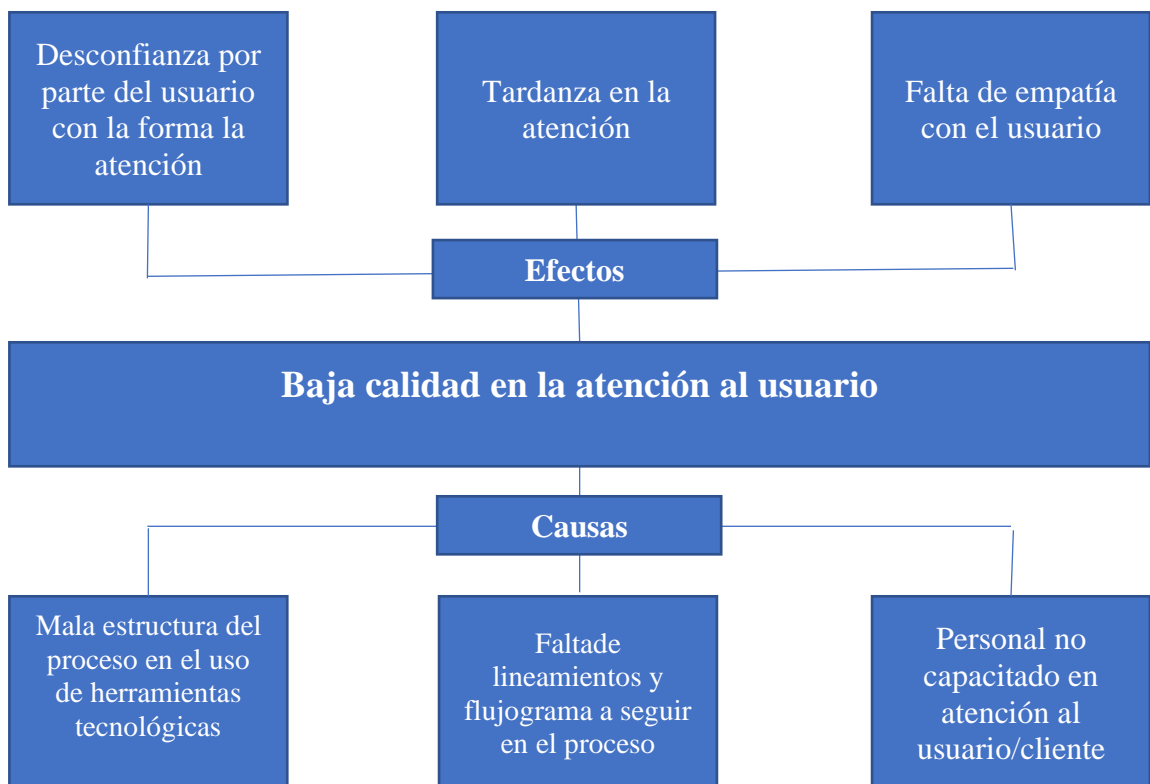 Desconfianza por
parte del usuario
con la forma la
atención
Tardanza en la
atención
Falta de empatía
con el usuario
Efectos
Baja calidad en la atención al usuario
Causas
Mala estructura del
proceso en el uso
de herramientas
tecnológicas
Faltade
lineamientos y
flujograma a seguir
en el proceso
Personal no
capacitado en
atención al
usuario/cliente